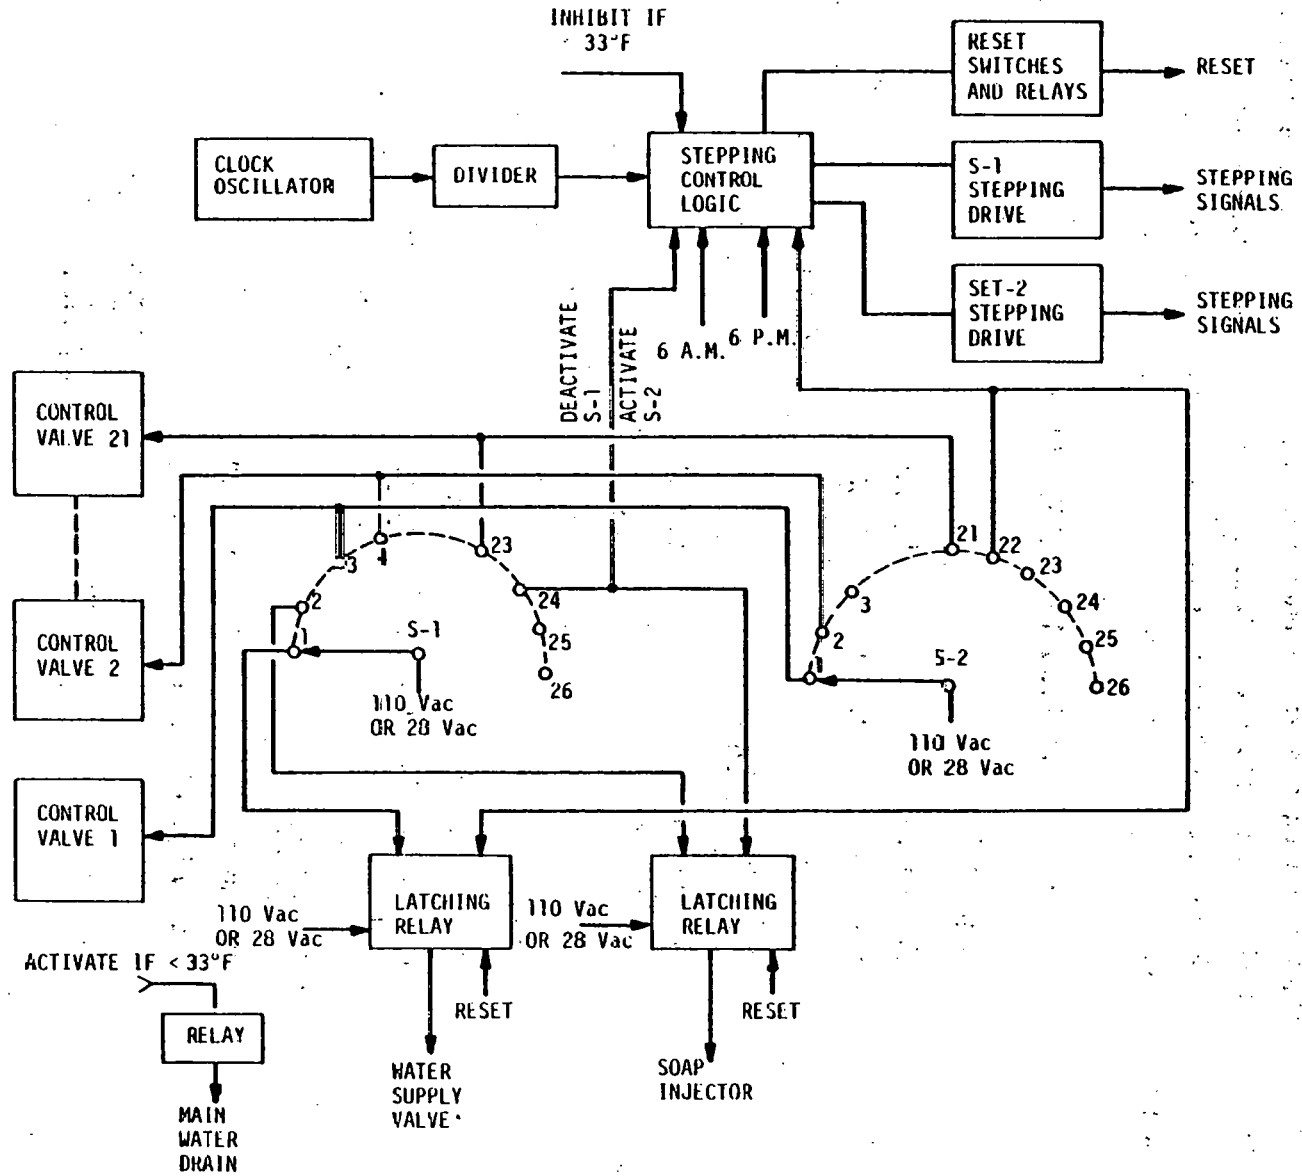 INHIBIT IF
33°F
RESET
SWITCHES
AND RELAYS
RESET
CLOCK
OSCILLATOR
DIVIDER
STEPPING
CONTROL
LOGIC
S-1
STEPPING
DRIVE
STEPPING
SIGNALS
SET-2
STEPPING
DRIVE
STEPPING
SIGNALS
DEACTIVATE
S-1
ACTIVATE
S-2
6 A.M.
6 P.M.
CONTROL
VALVE 21
CONTROL
VALVE 2
CONTROL
VALVE 1
1
2
3
4
23
24
25
26
S-1
110 Vac
OR 28 Vac
1
2
3
21
22
23
24
25
26
S-2
110 Vac
OR 28 Vac
LATCHING
RELAY
110 Vac
OR 28 Vac
RESET
WATER
SUPPLY
VALVE
LATCHING
RELAY
110 Vac
OR 28 Vac
RESET
SOAP
INJECTOR
ACTIVATE IF <33°F
RELAY
MAIN
WATER
DRAIN